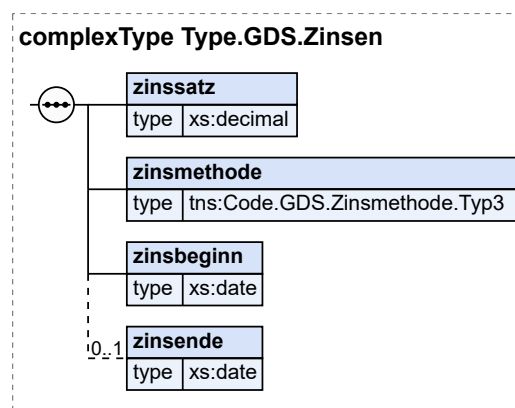 complexType Type.GDS.Zinsen
zinssatz
type xs:decimal
zinsmethode
type tns:Code.GDS.Zinsmethode.Typ3
zinsbeginn
type xs:date
0..1
zinsende
type xs:date